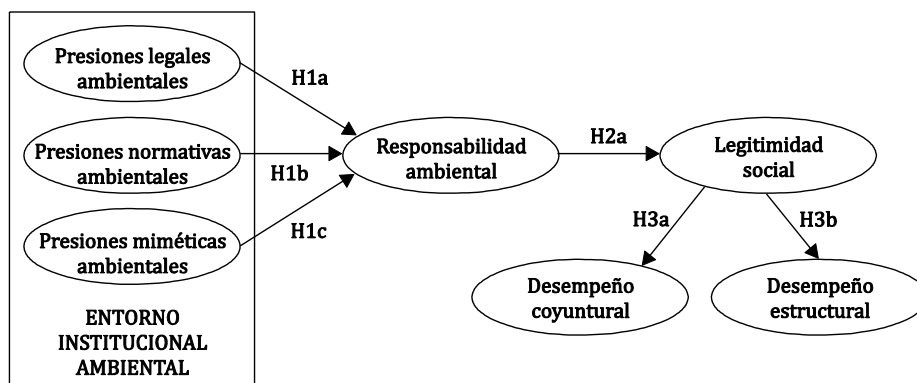 Presiones legales
ambientales
H1a
Presiones normativas
ambientales
H1b
Presiones miméticas
ambientales
H1c
ENTORNO
INSTITUCIONAL
AMBIENTAL
Responsabilidad
ambiental
H2a
Legitimidad
social
H3a
H3b
Desempeño
coyuntural
Desempeño
estructural